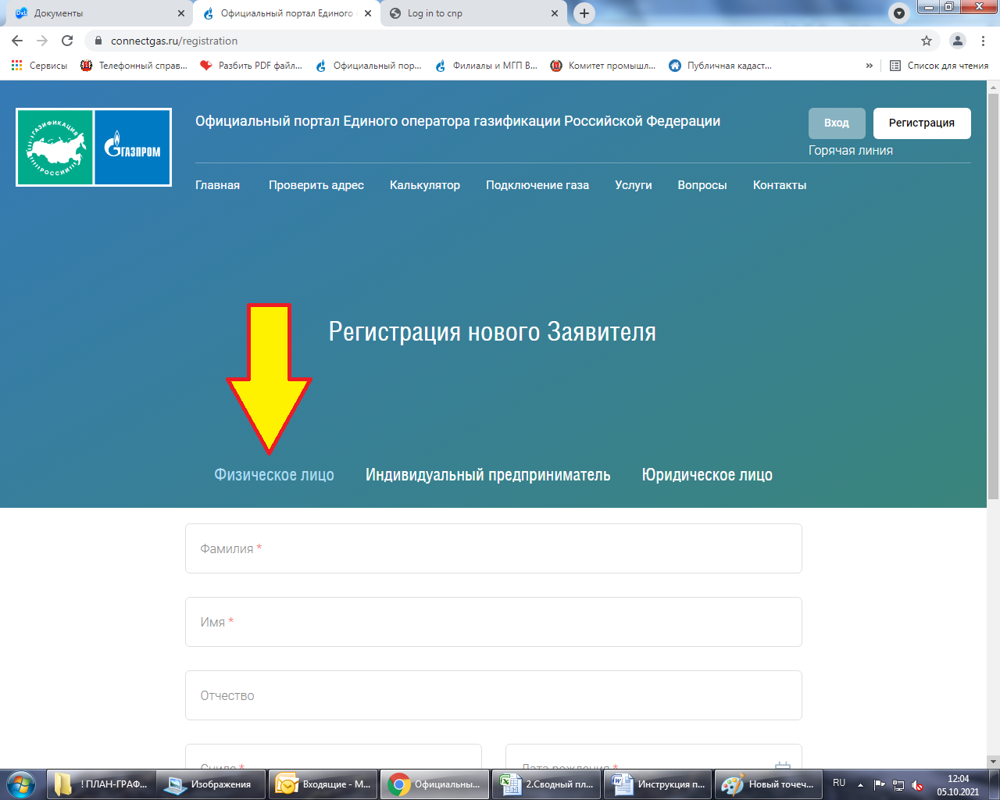 Документы
Официальный портал Единого
Log in to cnp
connectgas.ru/registration
Сервисы
Телефонный справ...
Разбить PDF файл...
Официальный пор...
Филиалы и МГП В...
Комитет промышл...
Публичная кадаст...
»
Список для чтения
ГАЗИФИКАЦИЯ
РОССИИ
ГАЗПРОМ
Официальный портал Единого оператора газификации Российской Федерации
Вход
Регистрация
Горячая линия
Главная
Проверить адрес
Калькулятор
Подключение газа
Услуги
Вопросы
Контакты
Регистрация нового Заявителя
Физическое лицо
Индивидуальный предприниматель
Юридическое лицо
Фамилия *
Имя *
Отчество
Снилс *
Дата рождения *
! ПЛАН-ГРАФ...
Изображения
Входящие - М...
Официальны...
2.Сводный пл...
Инструкция п...
Новый точеч...
RU
12:04
05.10.2021